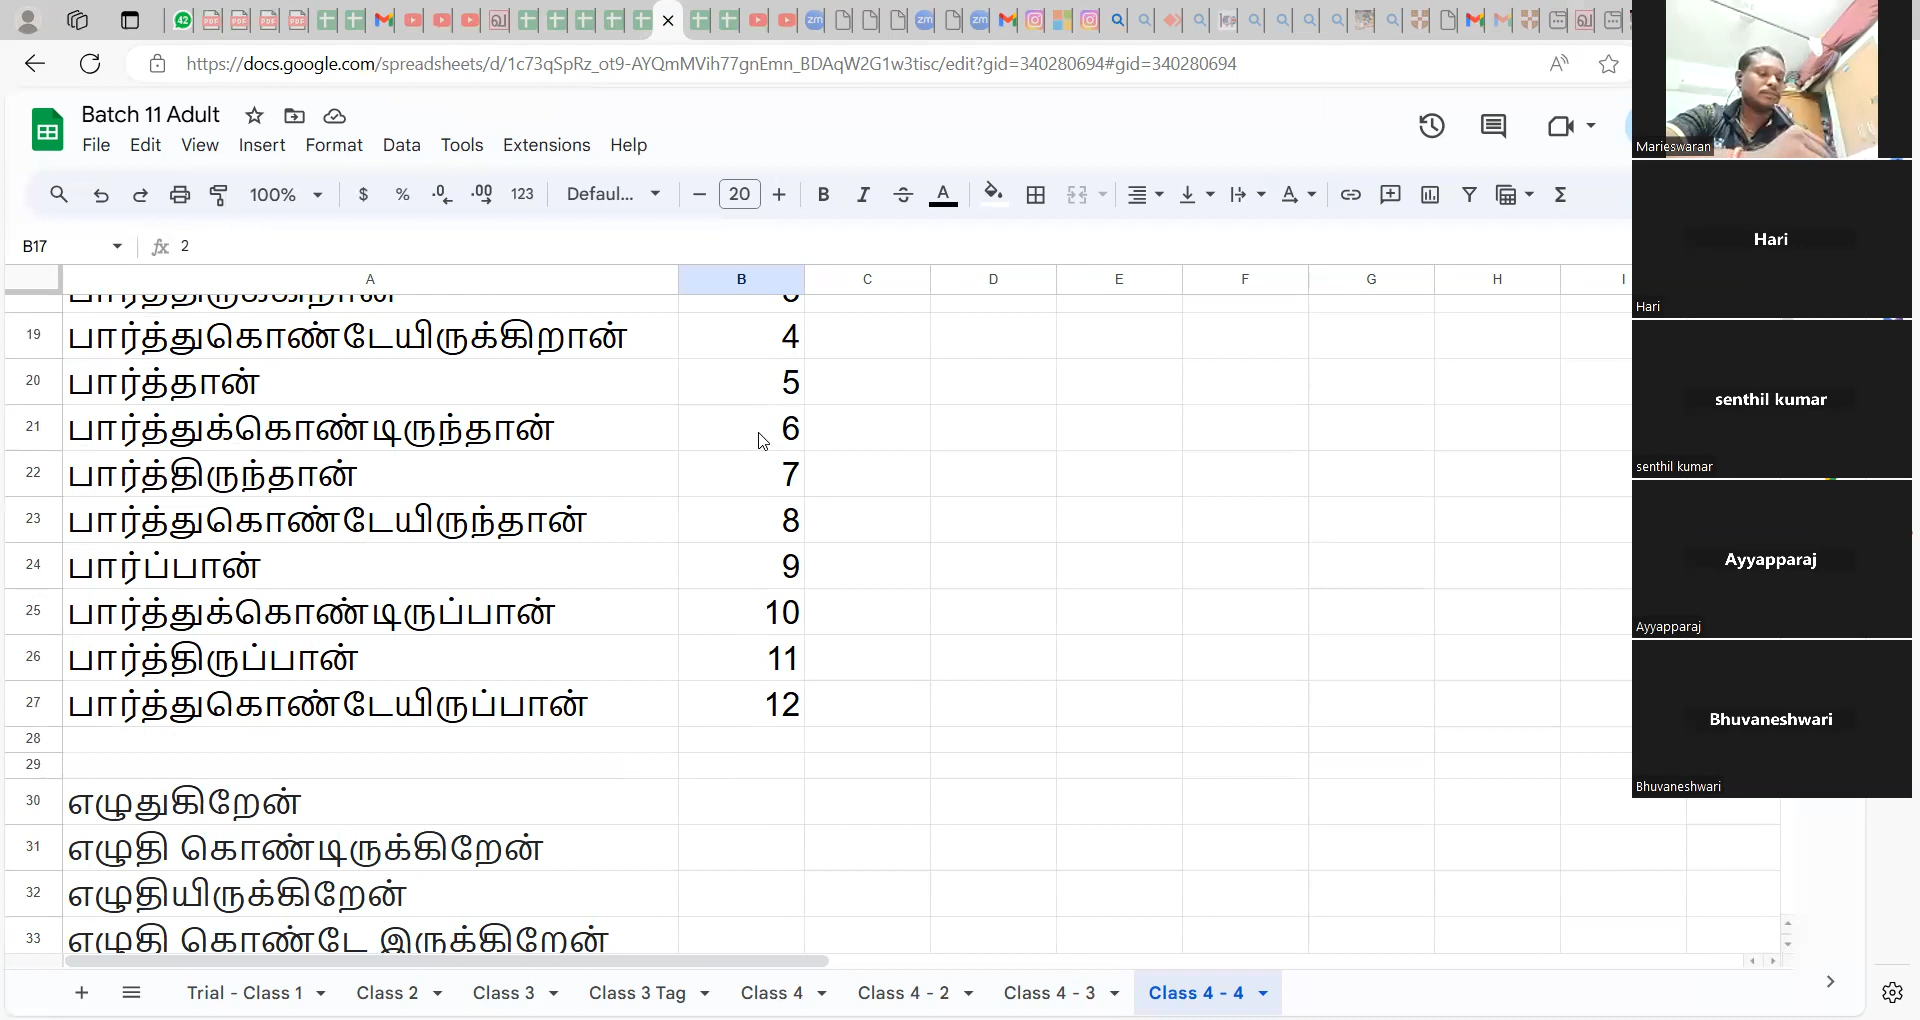 https://docs.google.com/spreadsheets/d/1c73qSpRz_ot9-AYQmMVih77gnEmn_BDAqW2G1w3tisc/edit?gid=340280694#gid=340280694
Batch 11 Adult
File Edit View Insert Format Data Tools Extensions Help
100% $ % .0 .00 123 Defaul... 20 B I A
B17 fx 2
A B C D E F G H I
19 பார்த்துகொண்டேயிருக்கிறான் 4
20 பார்த்தான் 5
21 பார்த்துக்கொண்டிருந்தான் 6
22 பார்த்திருந்தான் 7
23 பார்த்துகொண்டேயிருந்தான் 8
24 பார்ப்பான் 9
25 பார்த்துக்கொண்டிருப்பான் 10
26 பார்த்திருப்பான் 11
27 பார்த்துகொண்டேயிருப்பான் 12
28
29
30 எழுதுகிறேன்
31 எழுதி கொண்டிருக்கிறேன்
32 எழுதியிருக்கிறேன்
33 எழுதி கொண்டே இருக்கிறேன்
Trial - Class 1 Class 2 Class 3 Class 3 Tag Class 4 Class 4 - 2 Class 4 - 3 Class 4 - 4
Marieswaran
Hari
Hari
senthil kumar
senthil kumar
Ayyapparaj
Ayyapparaj
Bhuvaneshwari
Bhuvaneshwari